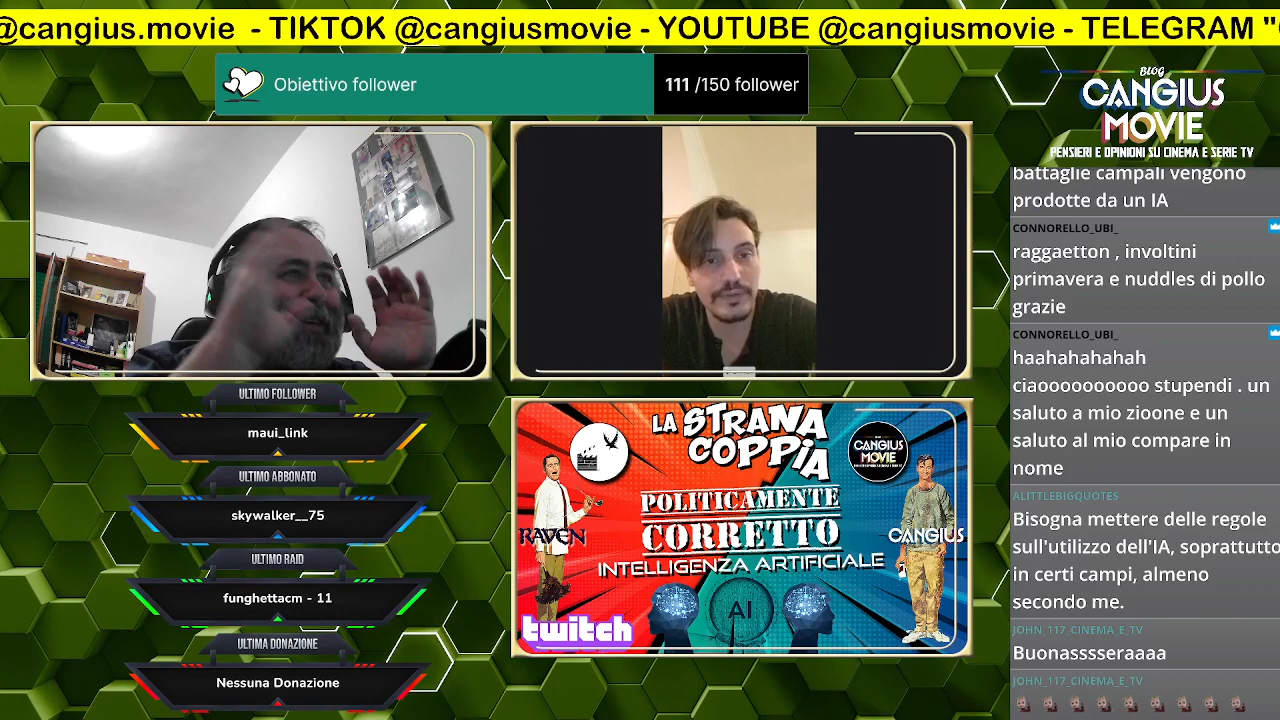 @cangius.movie - TIKTOK @cangiusmovie - YOUTUBE @cangiusmovie - TELEGRAM "
Obiettivo follower
111 /150 follower
BLOG
CANGIUS
MOVIE
PENSIERI E OPINIONI SU CINEMA E SERIE TV
battaglie campali vengono
prodotte da un IA
CONNORELLO_UBI_
raggaetton , involtini
primavera e nuddles di pollo
grazie
CONNORELLO_UBI_
haahahahahah
ciaoooooooooo stupendi . un
saluto a mio zioone e un
saluto al mio compare in
nome
ALITTLEBIGQUOTES
Bisogna mettere delle regole
sull'utilizzo dell'IA, soprattutto
in certi campi, almeno
secondo me.
JOHN_117_CINEMA_E_TV
Buonasssseraaaa
JOHN_117_CINEMA_E_TV
ULTIMO FOLLOWER
maui_link
ULTIMO ABBONATO
skywalker__75
ULTIMO RAID
funghettacm - 11
ULTIMA DONAZIONE
Nessuna Donazione
LA STRANA
COPPIA
CANGIUS
MOVIE
POLITICAMENTE
CORRETTO
RAVEN
CANGIUS
INTELLIGENZA ARTIFICIALE
AI
twitch